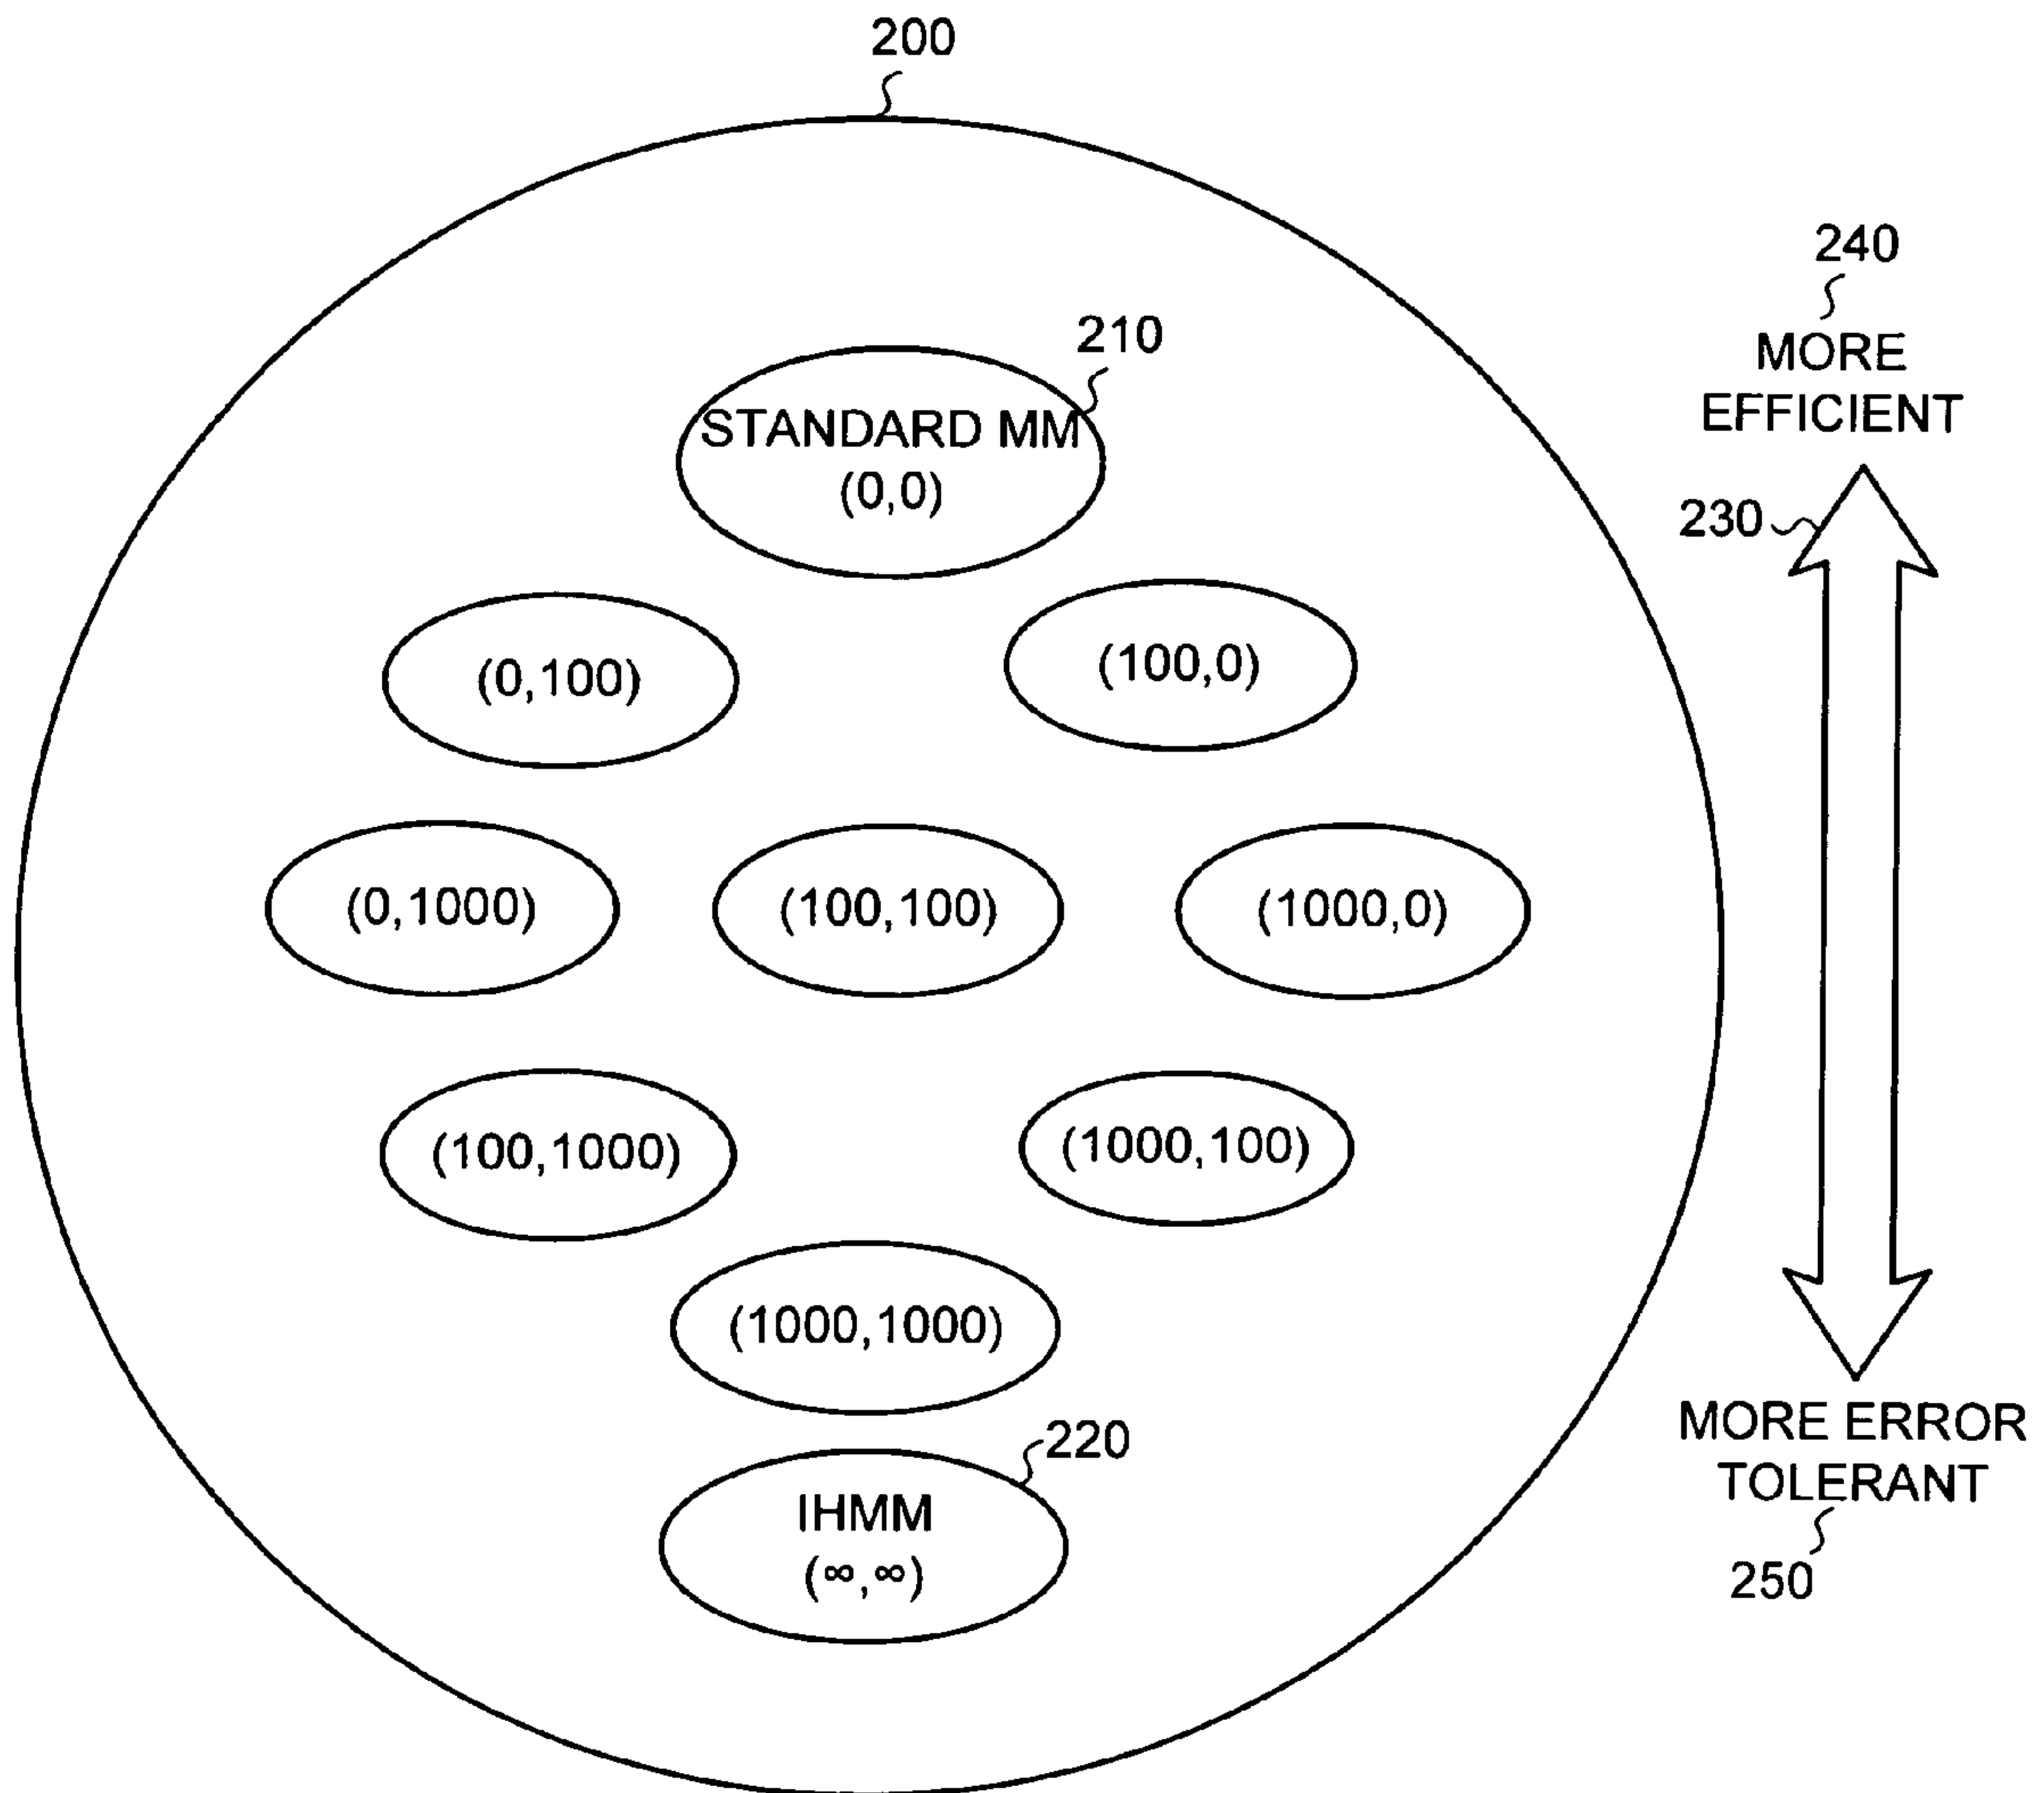 200
240
MORE
EFFICIENT
210
STANDARD MM
(0,0)
230
(0,100)
(100,0)
(0,1000)
(100,100)
(1000,0)
(100,1000)
(1000,100)
(1000,1000)
MORE ERROR
TOLERANT
250
220
IHMM
(∞,∞)